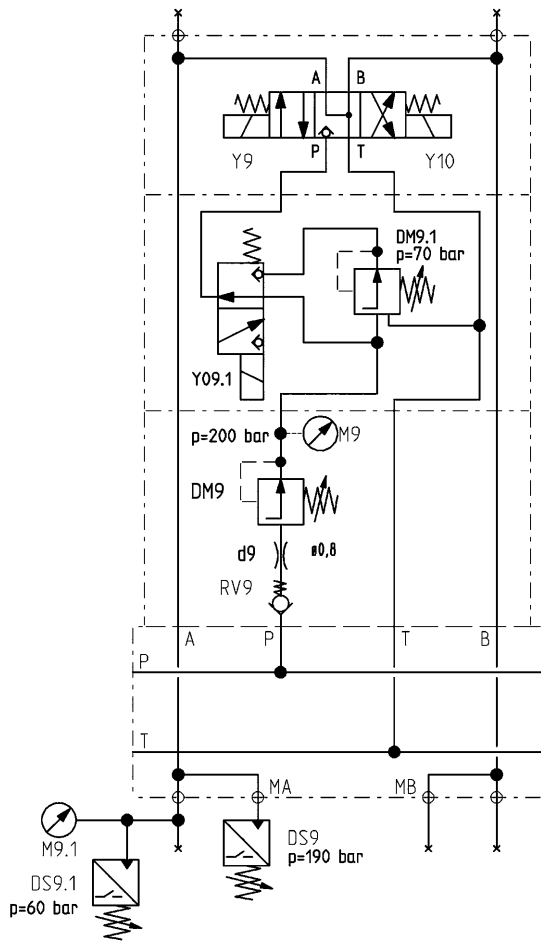 A B
Y9 P T Y10
DM9.1
p=70 bar
Y09.1
p=200 bar M9
DM9
d9 ø0,8
RV9
A P T B
P
T
MA MB
M9.1
DS9
p=190 bar
DS9.1
p=60 bar